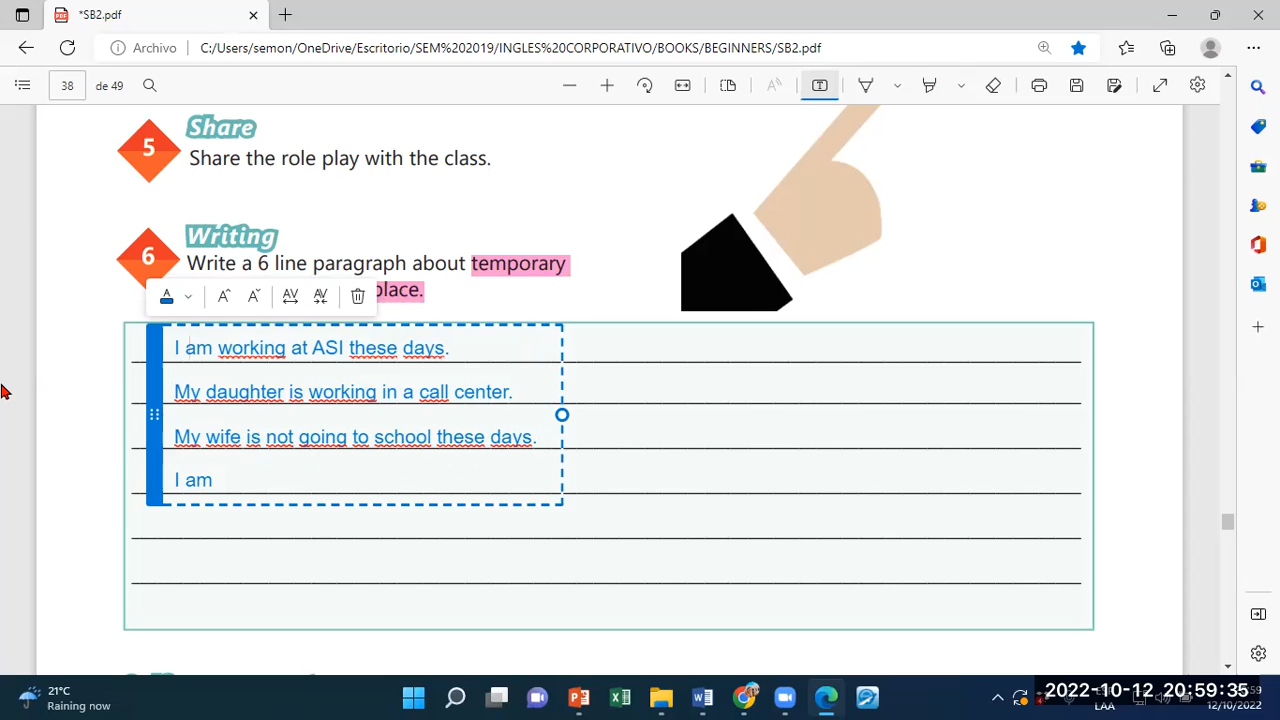 *SB2.pdf
Archivo
C:/Users/semon/OneDrive/Escritorio/SEM%202019/INGLES%20CORPORATIVO/BOOKS/BEGINNERS/SB2.pdf
38 de 49
5 Share
Share the role play with the class.
6 Writing
Write a 6 line paragraph about temporary
place.
I am working at ASI these days.
My daughter is working in a call center.
My wife is not going to school these days.
I am
21°C
Raining now
LAA
2022-10-12 20:59:35
12/10/2022